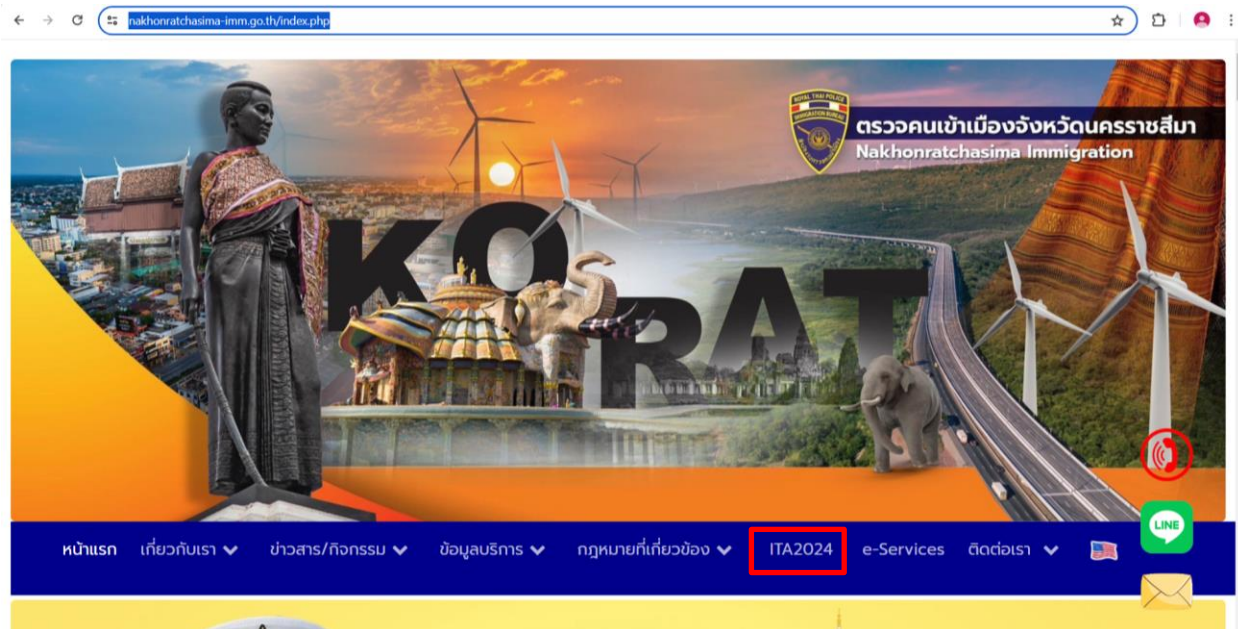 nakhonratchasima-imm.go.th/index.php
ROYAL THAI POLICE
IMMIGRATION BUREAU
ตรวจคนเข้าเมืองจังหวัดนครราชสีมา
Nakhonratchasima Immigration
KORAT
หน้าแรก เกี่ยวกับเรา ข่าวสาร/กิจกรรม ข้อมูลบริการ กฎหมายที่เกี่ยวข้อง ITA2024 e-Services ติดต่อเรา
LINE